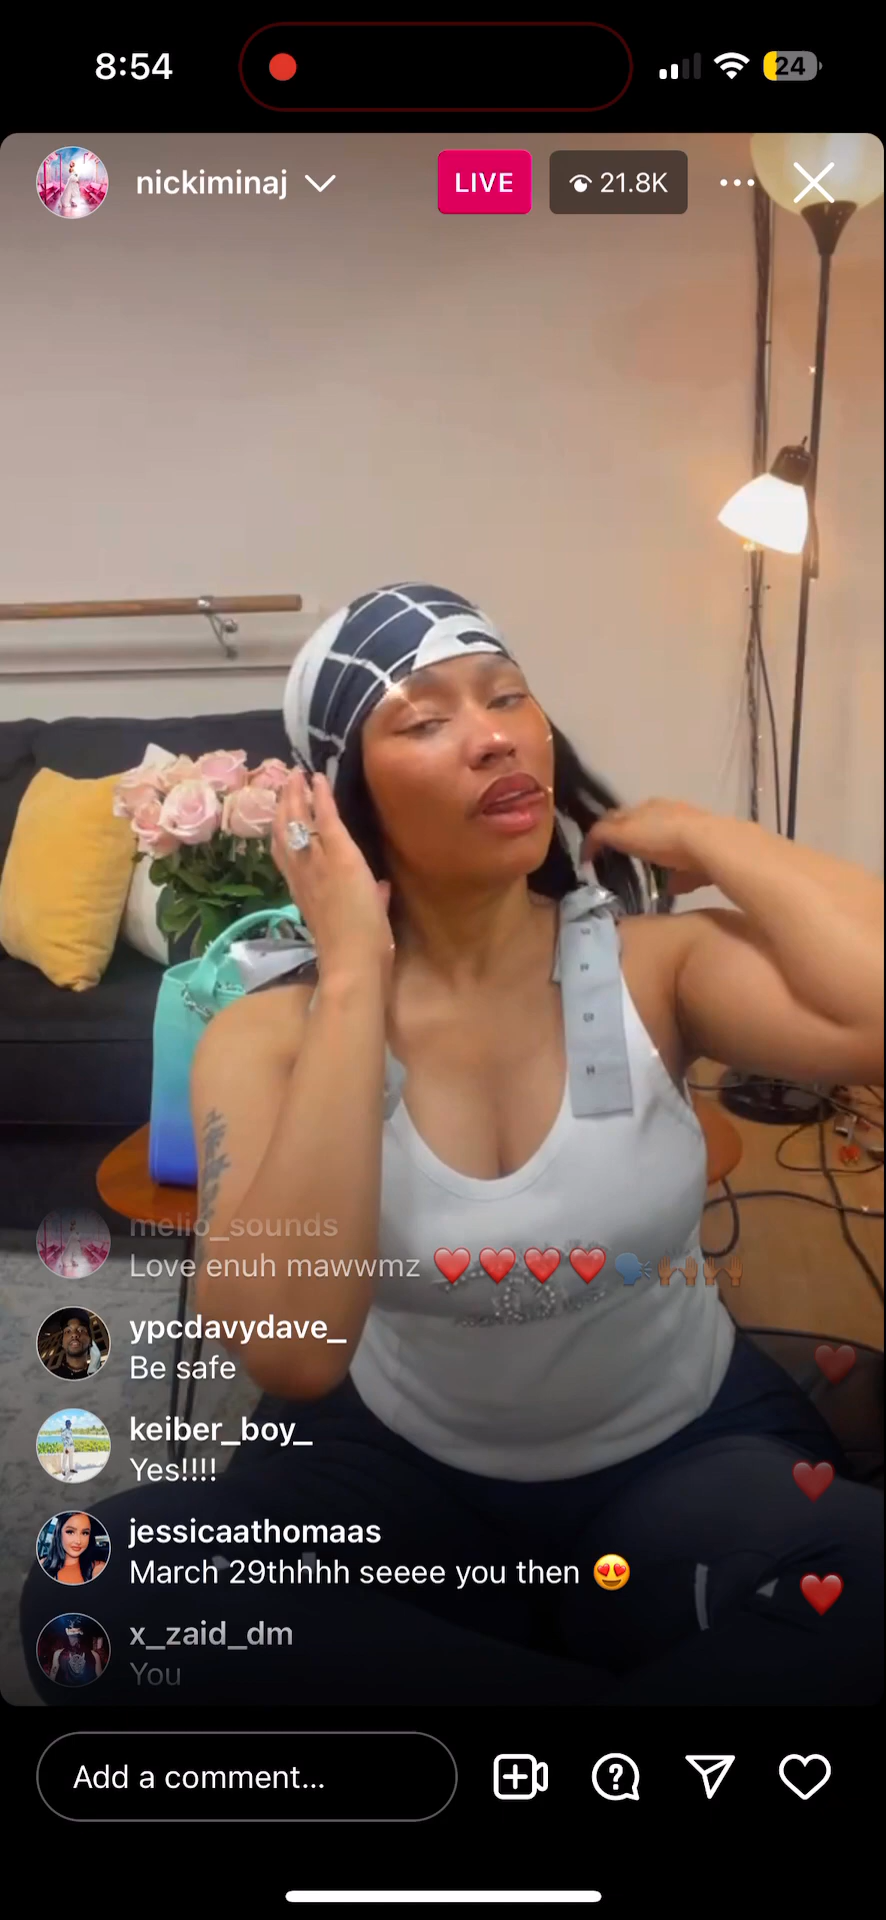 8:54
24
nickiminaj
LIVE
21.8K
melio_sounds
Love enuh mawwmz ❤️❤️❤️❤️🗣️🙌🏾🙌🏾
ypcdavydave_
Be safe
keiber_boy_
Yes!!!!
jessicaathomaas
March 29thhhh seeee you then 😍
x_zaid_dm
You
Add a comment...